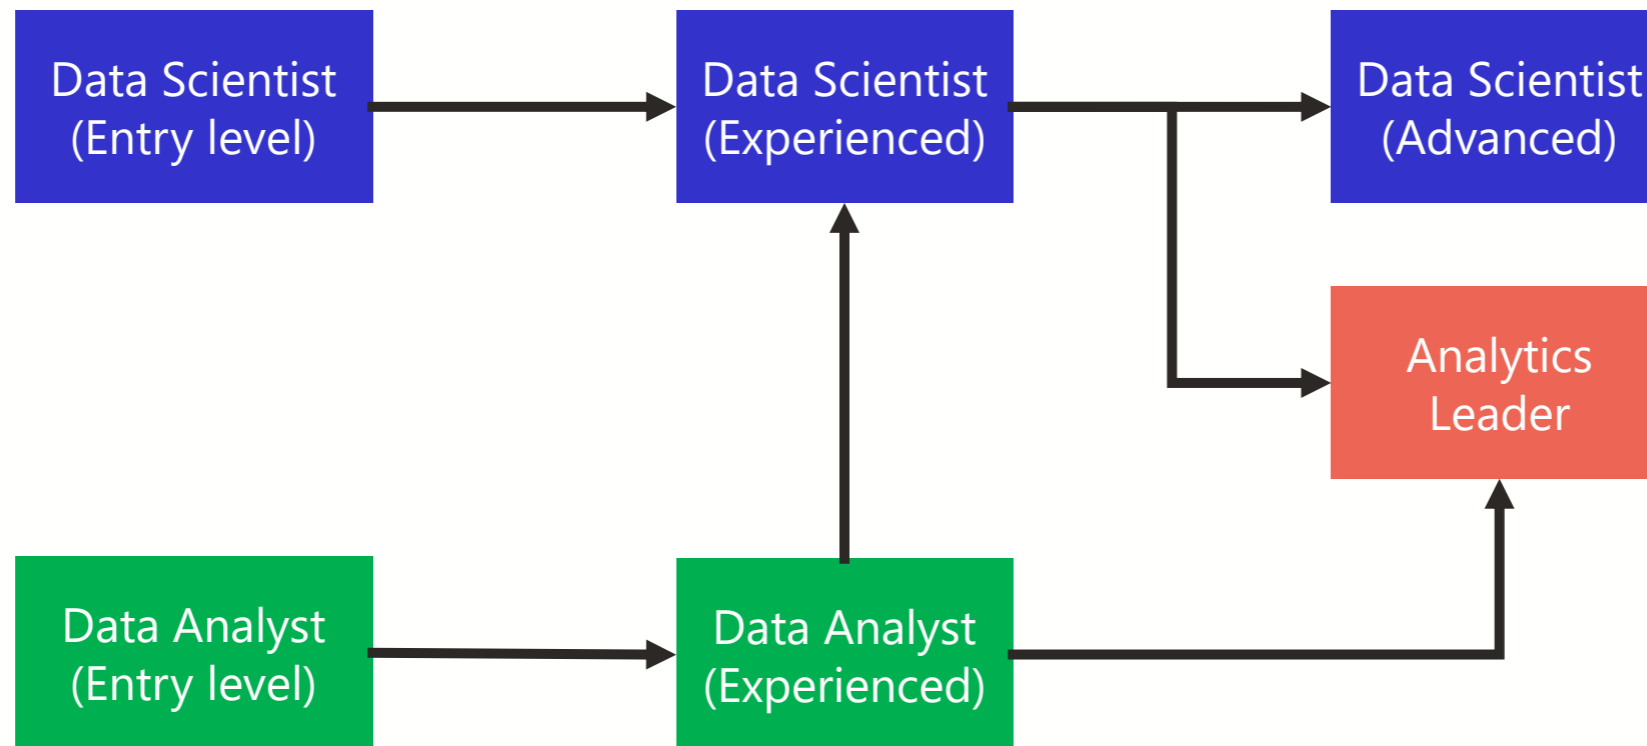 Data Scientist
(Entry level)
Data Scientist
(Experienced)
Data Scientist
(Advanced)
Analytics
Leader
Data Analyst
(Entry level)
Data Analyst
(Experienced)